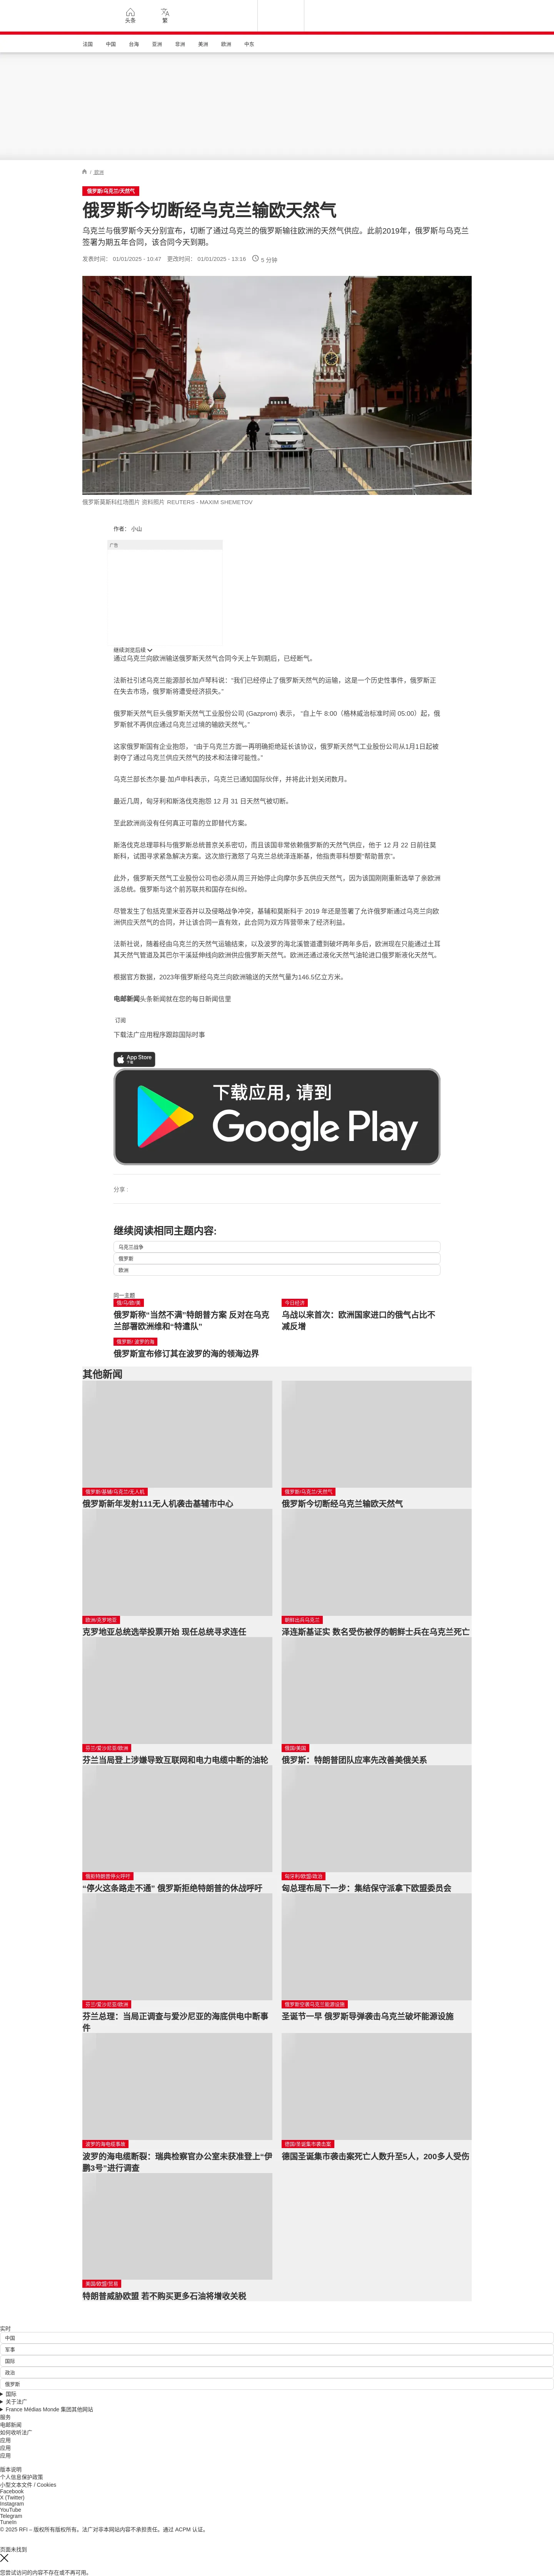 头条
繁
法国 中国 台海 亚洲 非洲 美洲 欧洲 中东
/ 欧洲
俄罗斯/乌克兰/天然气
俄罗斯今切断经乌克兰输欧天然气
乌克兰与俄罗斯今天分别宣布，切断了通过乌克兰的俄罗斯输往欧洲的天然气供应。此前2019年，俄罗斯与乌克兰
签署为期五年合同，该合同今天到期。
发表时间： 01/01/2025 - 10:47 更改时间： 01/01/2025 - 13:16 5 分钟
俄罗斯莫斯科红场图片 资料照片 REUTERS - MAXIM SHEMETOV
作者： 小山
广告
继续浏览后续
通过乌克兰向欧洲输送俄罗斯天然气合同今天上午到期后，已经断气。
法新社引述乌克兰能源部长加卢琴科说：“我们已经停止了俄罗斯天然气的运输，这是一个历史性事件，俄罗斯正
在失去市场，俄罗斯将遭受经济损失。”
俄罗斯天然气巨头俄罗斯天然气工业股份公司 (Gazprom) 表示， “自上午 8:00（格林威治标准时间 05:00）起，俄
罗斯就不再供应通过乌克兰过境的输欧天然气。”
这家俄罗斯国有企业抱怨， “由于乌克兰方面一再明确拒绝延长该协议，俄罗斯天然气工业股份公司从1月1日起被
剥夺了通过乌克兰供应天然气的技术和法律可能性。”
乌克兰部长杰尔曼·加卢申科表示，乌克兰已通知国际伙伴，并将此计划关闭数月。
最近几周，匈牙利和斯洛伐克抱怨 12 月 31 日天然气被切断。
至此欧洲尚没有任何真正可靠的立即替代方案。
斯洛伐克总理菲科与俄罗斯总统普京关系密切，而且该国非常依赖俄罗斯的天然气供应，他于 12 月 22 日前往莫
斯科，试图寻求紧急解决方案。这次旅行激怒了乌克兰总统泽连斯基，他指责菲科想要“帮助普京”。
此外，俄罗斯天然气工业股份公司也必须从周三开始停止向摩尔多瓦供应天然气，因为该国刚刚重新选举了亲欧洲
派总统。俄罗斯与这个前苏联共和国存在纠纷。
尽管发生了包括克里米亚吞并以及侵略战争冲突，基辅和莫斯科于 2019 年还是签署了允许俄罗斯通过乌克兰向欧
洲供应天然气的合同，并让该合同一直有效，此合同为双方阵营带来了经济利益。
法新社说，随着经由乌克兰的天然气运输结束，以及波罗的海北溪管道遭到破坏两年多后，欧洲现在只能通过土耳
其天然气管道及其巴尔干溪延伸线向欧洲供应俄罗斯天然气。欧洲还通过液化天然气油轮进口俄罗斯液化天然气。
根据官方数据，2023年俄罗斯经乌克兰向欧洲输送的天然气量为146.5亿立方米。
电邮新闻头条新闻就在您的每日新闻信里
订阅
下载法广应用程序跟踪国际时事
App Store
下载
下载应用，请到
Google Play
分享 :
继续阅读相同主题内容:
乌克兰战争
俄罗斯
欧洲
同一主题
俄/乌/欧/美
俄罗斯称“当然不满”特朗普方案 反对在乌克
兰部署欧洲维和“特遣队”
今日经济
乌战以来首次：欧洲国家进口的俄气占比不
减反增
俄罗斯/ 波罗的海
俄罗斯宣布修订其在波罗的海的领海边界
其他新闻
俄罗斯/基辅/乌克兰/无人机
俄罗斯新年发射111无人机袭击基辅市中心
俄罗斯/乌克兰/天然气
俄罗斯今切断经乌克兰输欧天然气
欧洲/克罗地亚
克罗地亚总统选举投票开始 现任总统寻求连任
朝鲜出兵乌克兰
泽连斯基证实 数名受伤被俘的朝鲜士兵在乌克兰死亡
芬兰/爱沙尼亚/欧洲
芬兰当局登上涉嫌导致互联网和电力电缆中断的油轮
俄国/美国
俄罗斯：特朗普团队应率先改善美俄关系
俄拒特朗普停火呼吁
“停火这条路走不通” 俄罗斯拒绝特朗普的休战呼吁
匈牙利/欧盟/政治
匈总理布局下一步：集结保守派拿下欧盟委员会
芬兰/爱沙尼亚/欧洲
芬兰总理：当局正调查与爱沙尼亚的海底供电中断事
件
俄罗斯空袭乌克兰能源设施
圣诞节一早 俄罗斯导弹袭击乌克兰破坏能源设施
波罗的海电缆事故
波罗的海电缆断裂：瑞典检察官办公室未获准登上“伊
鹏3号”进行调查
德国/圣诞集市袭击案
德国圣诞集市袭击案死亡人数升至5人，200多人受伤
美国/欧盟/贸易
特朗普威胁欧盟 若不购买更多石油将增收关税
实时
中国
军事
国际
政治
俄罗斯
国际
关于法广
France Médias Monde 集团其他网站
服务
电邮新闻
如何收听法广
应用
应用
应用
版本说明
个人信息保护政策
小型文本文件 / Cookies
Facebook
X (Twitter)
Instagram
YouTube
Telegram
TuneIn
© 2025 RFI – 版权所有版权所有。法广对非本网站内容不承担责任。通过 ACPM 认证。
页面未找到
您尝试访问的内容不存在或不再可用。